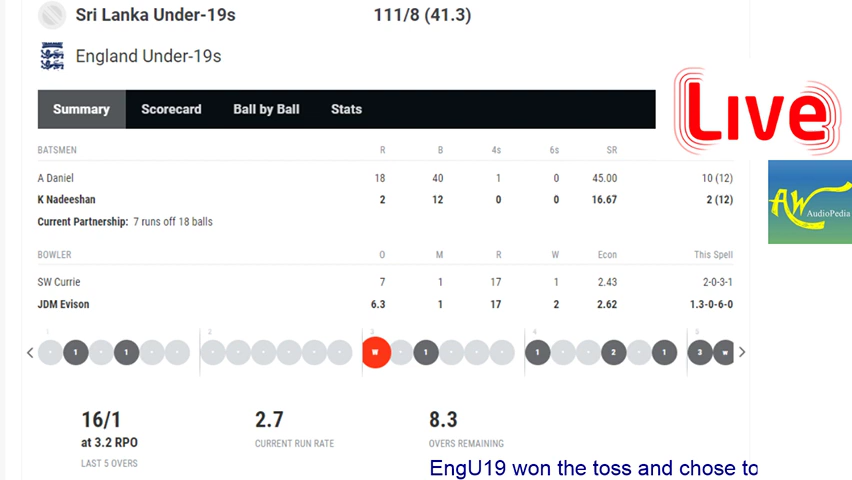 Sri Lanka Under-19s 111/8 (41.3)
England Under-19s
Live
Summary Scorecard Ball by Ball Stats
AW AudioPedia
BATSMEN R B 4s 6s SR
A Daniel 18 40 1 0 45.00 10 (12)
K Nadeeshan 2 12 0 0 16.67 2 (12)
Current Partnership: 7 runs off 18 balls
BOWLER O M R W Econ This Spell
SW Currie 7 1 17 1 2.43 2-0-3-1
JDM Evison 6.3 1 17 2 2.62 1.3-0-6-0
1 2 3 4 5
1 1 W 1 1 2 1 3 w
16/1 2.7 8.3
at 3.2 RPO CURRENT RUN RATE OVERS REMAINING
LAST 5 OVERS
EngU19 won the toss and chose to